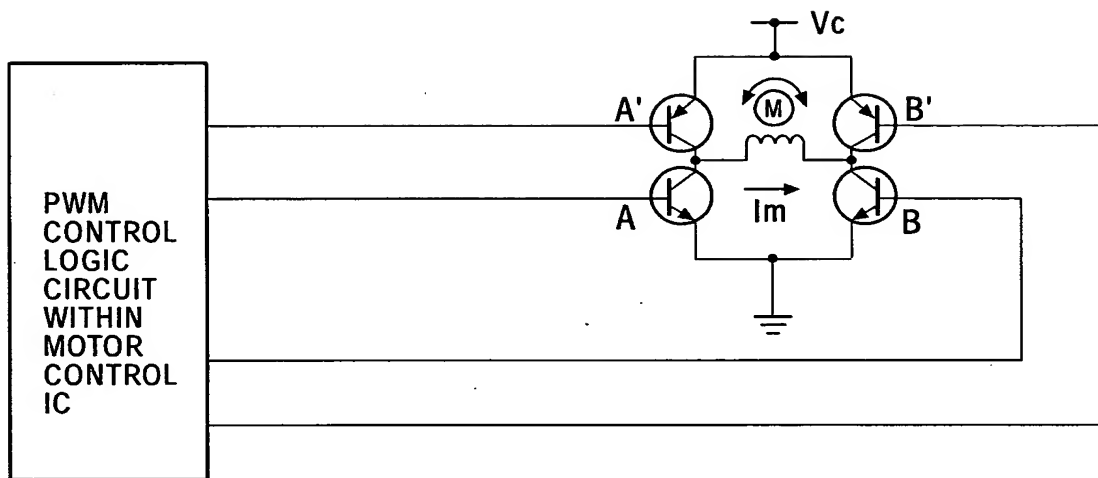 Vc
A'
M
B'
A
Im
B
PWM
CONTROL
LOGIC
CIRCUIT
WITHIN
MOTOR
CONTROL
IC